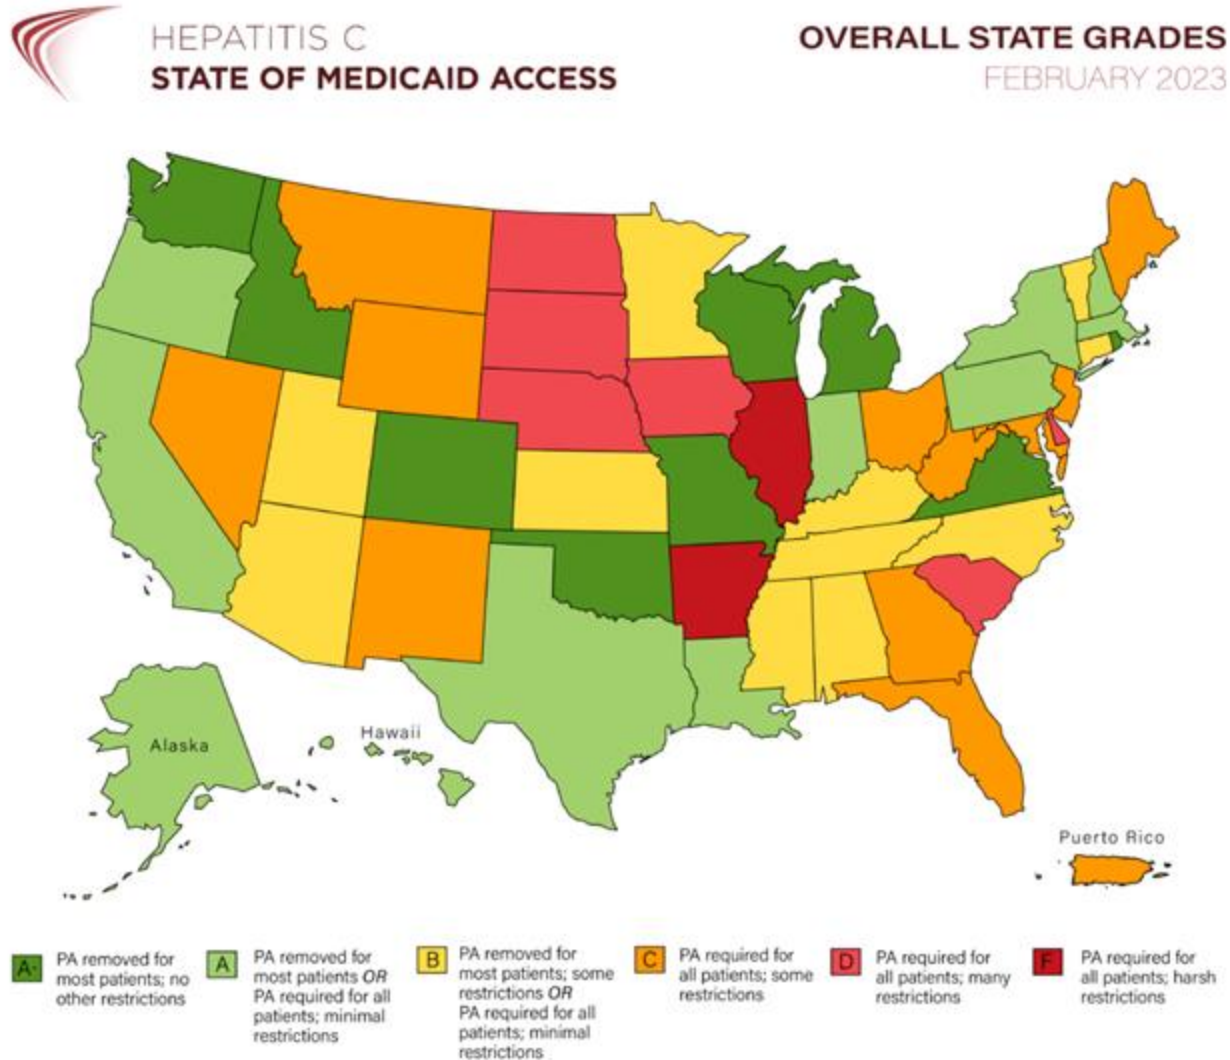 HEPATITIS C
STATE OF MEDICAID ACCESS
OVERALL STATE GRADES
FEBRUARY 2023
Alaska
Hawaii
Puerto Rico
A+
PA removed for
most patients; no
other restrictions
A
PA removed for
most patients OR
PA required for all
patients; minimal
restrictions
B
PA removed for
most patients; some
restrictions OR
PA required for all
patients; minimal
restrictions
C
PA required for
all patients; some
restrictions
D
PA required for
all patients; many
restrictions
F
PA required for
all patients; harsh
restrictions